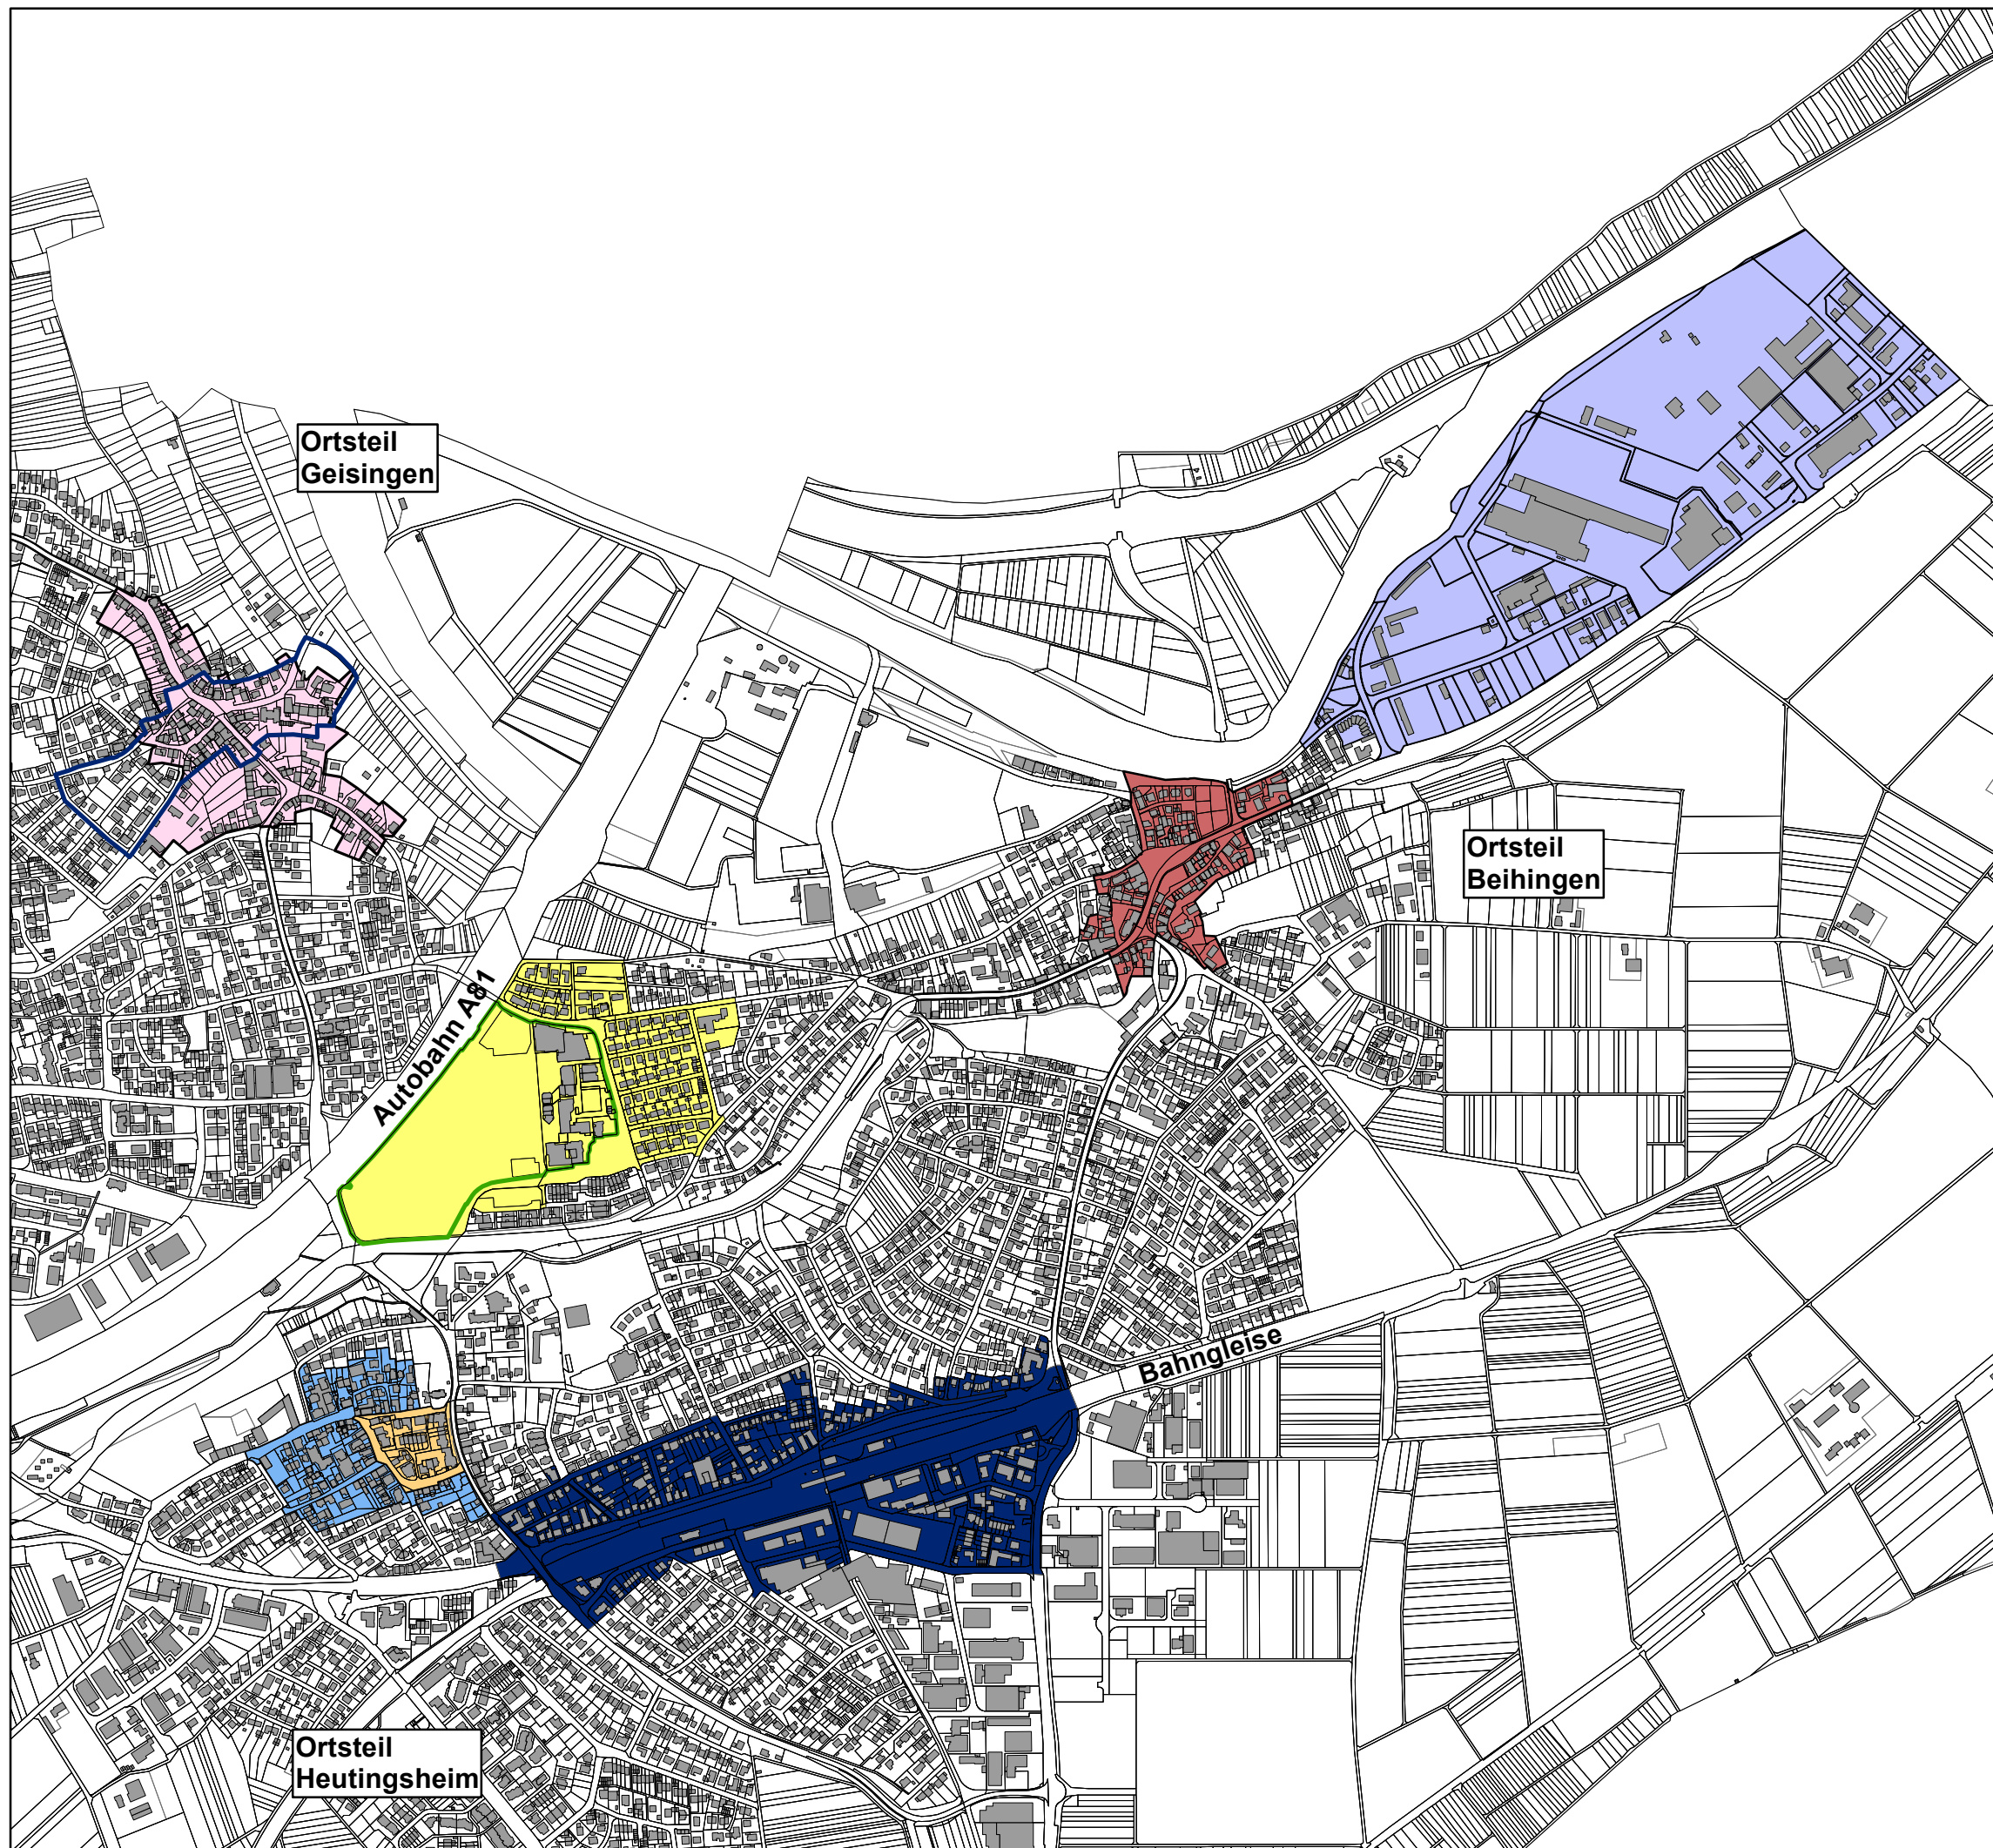 Ortsteil
Geisingen
Ortsteil
Beihingen
Autobahn A81
Bahngleise
Ortsteil
Heutingsheim